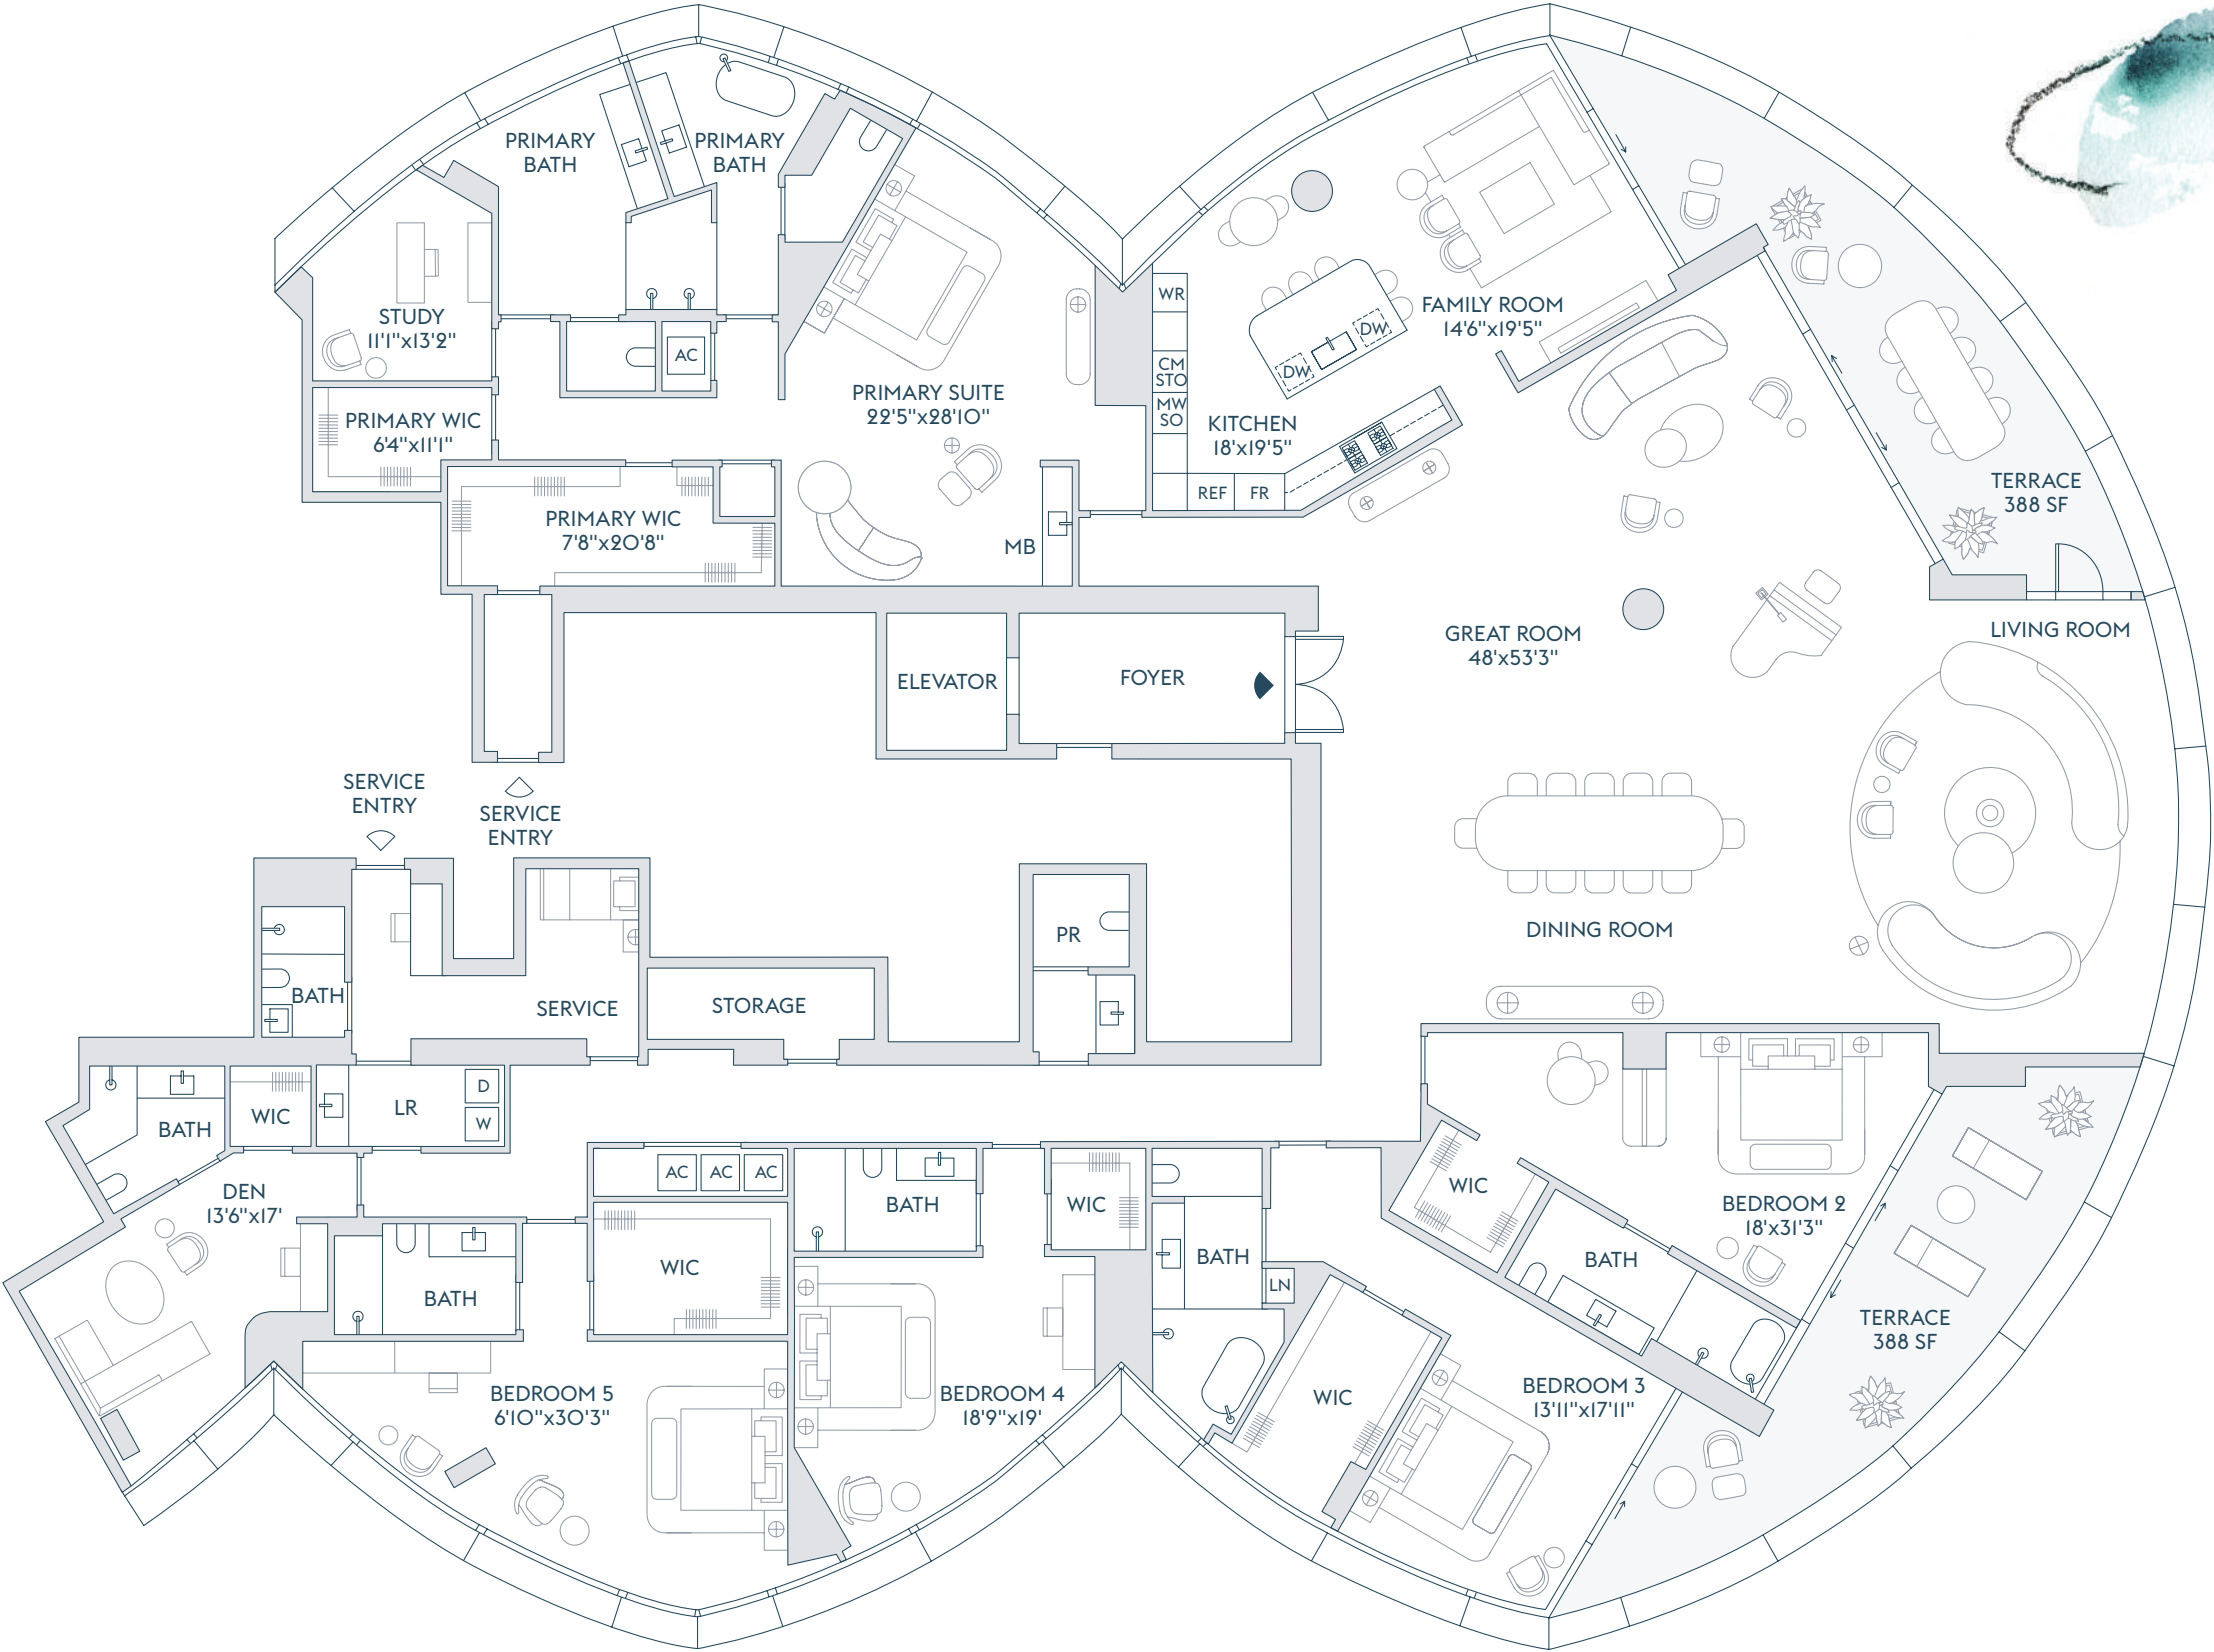 PRIMARY
BATH
PRIMARY
BATH
STUDY
11'1"x13'2"
AC
PRIMARY WIC
6'4"x11'1"
PRIMARY SUITE
22'5"x28'10"
PRIMARY WIC
7'8"x20'8"
MB
WR
CM
STO
MW
SO
REF
FR
KITCHEN
18'x19'5"
DW
DW
FAMILY ROOM
14'6"x19'5"
TERRACE
388 SF
GREAT ROOM
48'x53'3"
LIVING ROOM
ELEVATOR
FOYER
SERVICE
ENTRY
SERVICE
ENTRY
DINING ROOM
BATH
SERVICE
STORAGE
PR
BATH
WIC
LR
D
W
DEN
13'6"x17'
BATH
AC
AC
AC
WIC
BATH
WIC
BATH
LN
WIC
BATH
BEDROOM 2
18'x31'3"
TERRACE
388 SF
BEDROOM 5
6'10"x30'3"
BEDROOM 4
18'9"x19'
WIC
BEDROOM 3
13'11"x17'11"